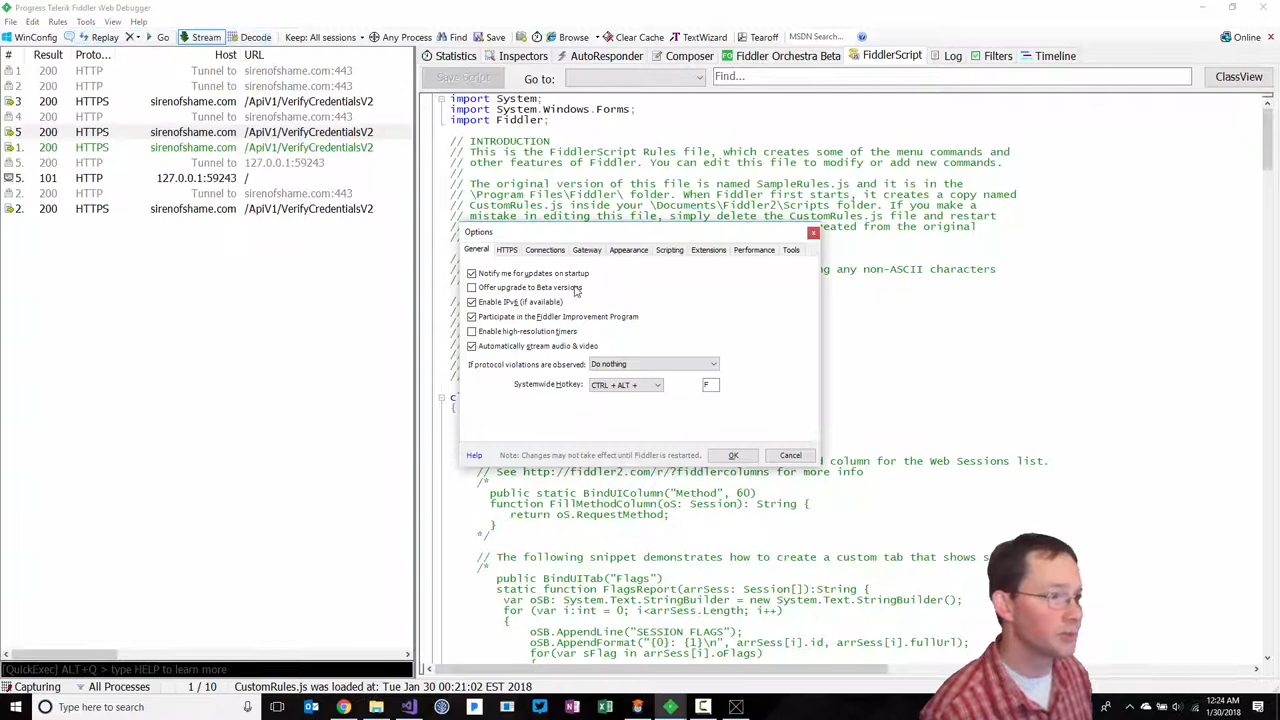 Progress Telerik Fiddler Web Debugger
File Edit Rules Tools View Help
WinConfig Replay Go Stream Decode Keep: All sessions Any Process Find Save Browse Clear Cache TextWizard Tearoff MSDN Search... Online
# Result Proto... Host URL
1 200 HTTP Tunnel to sirenofshame.com:443
2 200 HTTP Tunnel to sirenofshame.com:443
3 200 HTTPS sirenofshame.com /ApiV1/VerifyCredentialsV2
4 200 HTTP Tunnel to sirenofshame.com:443
5 200 HTTPS sirenofshame.com /ApiV1/VerifyCredentialsV2
1. 200 HTTPS sirenofshame.com /ApiV1/VerifyCredentialsV2
5. 200 HTTP Tunnel to 127.0.0.1:59243
5. 101 HTTP 127.0.0.1:59243 /
2. 200 HTTP Tunnel to sirenofshame.com:443
2. 200 HTTPS sirenofshame.com /ApiV1/VerifyCredentialsV2
Statistics Inspectors AutoResponder Composer Fiddler Orchestra Beta FiddlerScript Log Filters Timeline
Save Script Go to: Find... ClassView
import System;
import System.Windows.Forms;
import Fiddler;
// INTRODUCTION
// This is the FiddlerScript Rules file, which creates some of the menu commands and
// other features of Fiddler. You can edit this file to modify or add new commands.
//
// The original version of this file is named SampleRules.js and it is in the
// \Program Files\Fiddler\ folder. When Fiddler first starts, it creates a copy named
// CustomRules.js inside your \Documents\Fiddler2\Scripts folder. If you make a
// mistake in editing this file, simply delete the CustomRules.js file and restart
created from the original
ng any non-ASCII characters
Options
General HTTPS Connections Gateway Appearance Scripting Extensions Performance Tools
Notify me for updates on startup
Offer upgrade to Beta versions
Enable IPv6 (if available)
Participate in the Fiddler Improvement Program
Enable high-resolution timers
Automatically stream audio & video
If protocol violations are observed: Do nothing
Systemwide Hotkey: CTRL + ALT + F
Help Note: Changes may not take effect until Fiddler is restarted. OK Cancel
{
d column for the Web Sessions list.
// See http://fiddler2.com/r/?fiddlercolumns for more info
/*
public static BindUIColumn("Method", 60)
function FillMethodColumn(oS: Session): String {
return oS.RequestMethod;
}
*/
// The following snippet demonstrates how to create a custom tab that shows s
/*
public BindUITab("Flags")
static function FlagsReport(arrSess: Session[]):String {
var oSB: System.Text.StringBuilder = new System.Text.StringBuilder();
for (var i:int = 0; i<arrSess.Length; i++)
{
oSB.AppendLine("SESSION FLAGS");
oSB.AppendFormat("{0}: {1}\n", arrSess[i].id, arrSess[i].fullUrl);
for(var sFlag in arrSess[i].oFlags)
[QuickExec] ALT+Q > type HELP to learn more
Capturing All Processes 1 / 10 CustomRules.js was loaded at: Tue Jan 30 00:21:02 EST 2018
Type here to search
12:24 AM
1/30/2018